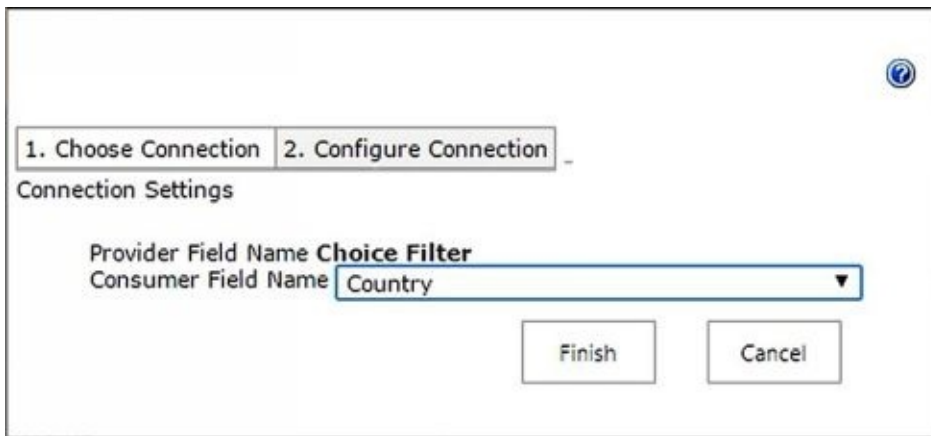 1. Choose Connection 2. Configure Connection
Connection Settings
Provider Field Name Choice Filter
Consumer Field Name Country
Finish Cancel